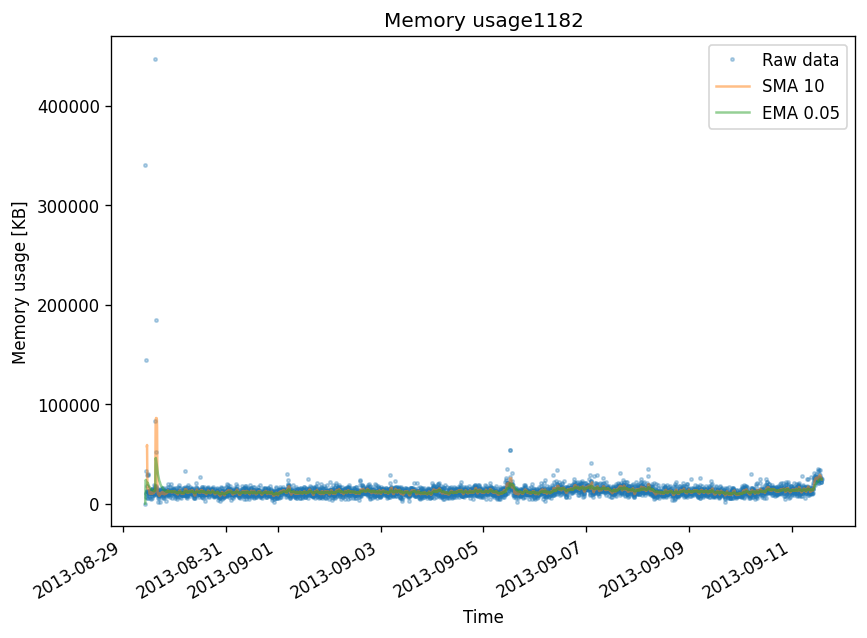 Memory usage1182
Raw data
SMA 10
EMA 0.05
Memory usage [KB]
400000
300000
200000
100000
0
2013-08-29
2013-08-31
2013-09-01
2013-09-03
2013-09-05
2013-09-07
2013-09-09
2013-09-11
Time